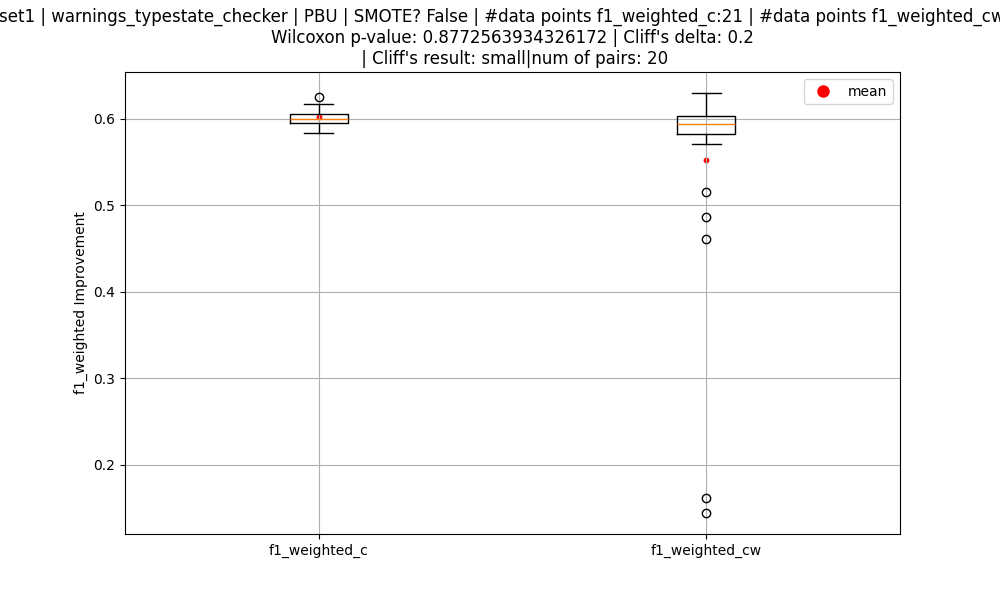 set1 | warnings_typestate_checker | PBU | SMOTE? False | #data points f1_weighted_c:21 | #data points f1_weighted_cw
Wilcoxon p-value: 0.8772563934326172 | Cliff's delta: 0.2
| Cliff's result: small|num of pairs: 20
mean
f1_weighted Improvement
0.6
0.5
0.4
0.3
0.2
f1_weighted_c
f1_weighted_cw